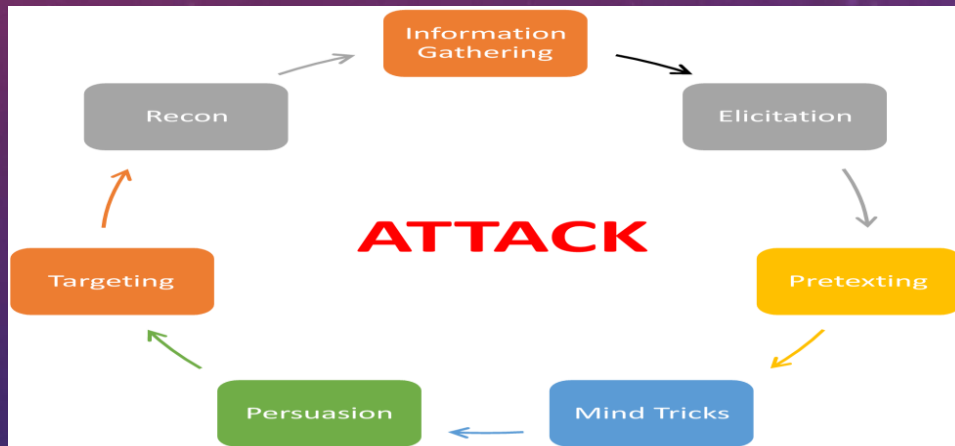 Information
Gathering
Recon
Elicitation
ATTACK
Targeting
Pretexting
Persuasion
Mind Tricks